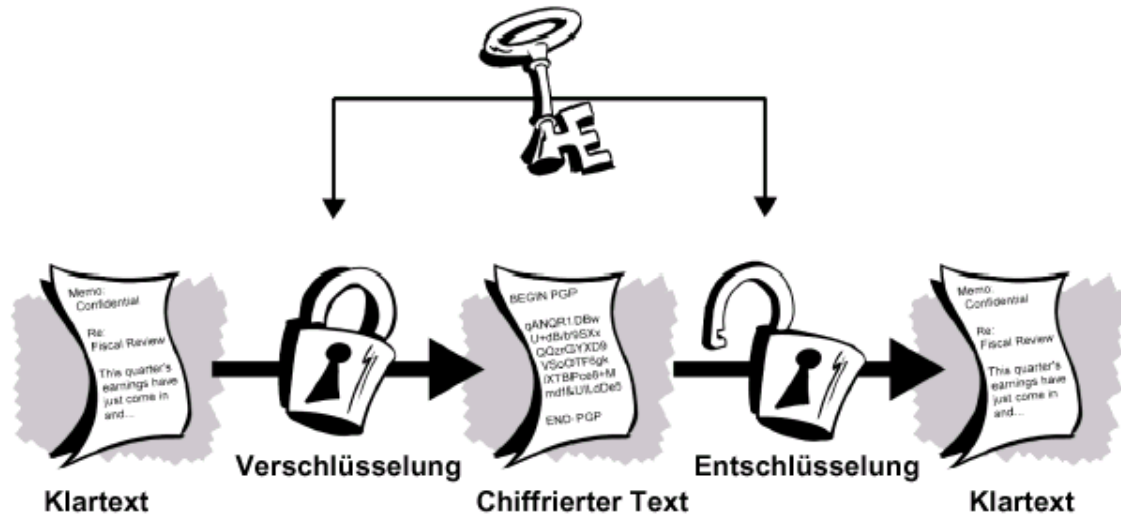 Memo:
Confidential
Re:
Fiscal Review
This quarter's
earnings have
just come in
and...
BEGIN PGP
END PGP
Memo:
Confidential
Re:
Fiscal Review
This quarter's
earnings have
just come in
and...
Verschlüsselung
Entschlüsselung
Klartext
Chiffrierter Text
Klartext